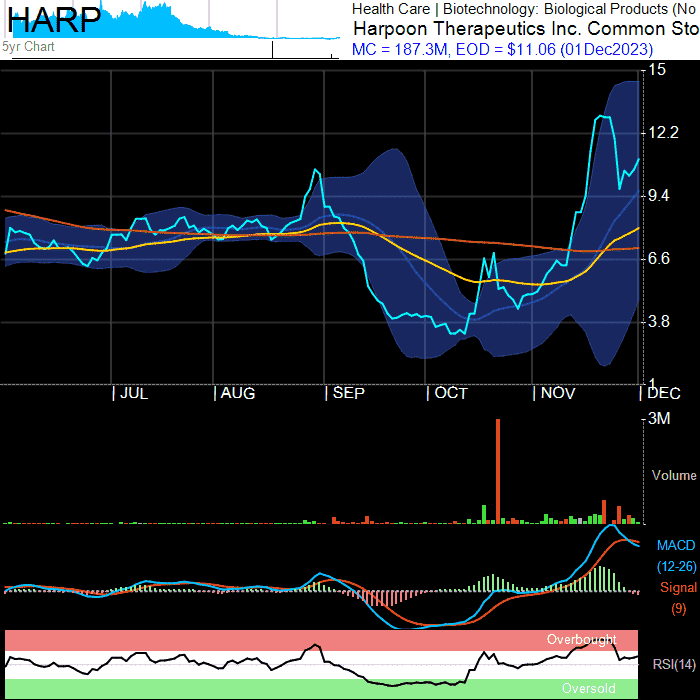 HARP
5yr Chart
Health Care | Biotechnology: Biological Products (No
Harpoon Therapeutics Inc. Common Sto
MC = 187.3M, EOD = $11.06 (01Dec2023)
15
12.2
9.4
6.6
3.8
1
JUL AUG SEP OCT NOV DEC
3M
Volume
MACD
(12-26)
Signal
(9)
Overbought
RSI(14)
Oversold